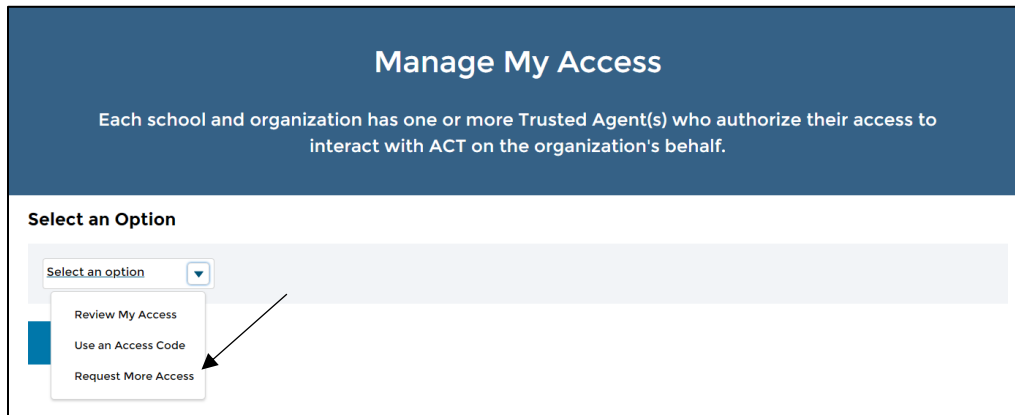 Manage My Access
Each school and organization has one or more Trusted Agent(s) who authorize their access to
interact with ACT on the organization's behalf.
Select an Option
Select an option
Review My Access
Use an Access Code
Request More Access